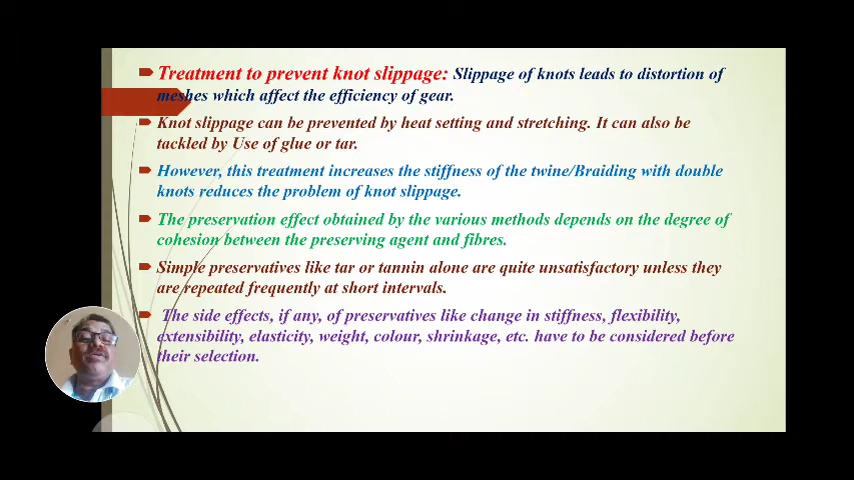 Treatment to prevent knot slippage: Slippage of knots leads to distortion of
meshes which affect the efficiency of gear.
Knot slippage can be prevented by heat setting and stretching. It can also be
tackled by Use of glue or tar.
However, this treatment increases the stiffness of the twine/Braiding with double
knots reduces the problem of knot slippage.
The preservation effect obtained by the various methods depends on the degree of
cohesion between the preserving agent and fibres.
Simple preservatives like tar or tannin alone are quite unsatisfactory unless they
are repeated frequently at short intervals.
The side effects, if any, of preservatives like change in stiffness, flexibility,
extensibility, elasticity, weight, colour, shrinkage, etc. have to be considered before
their selection.